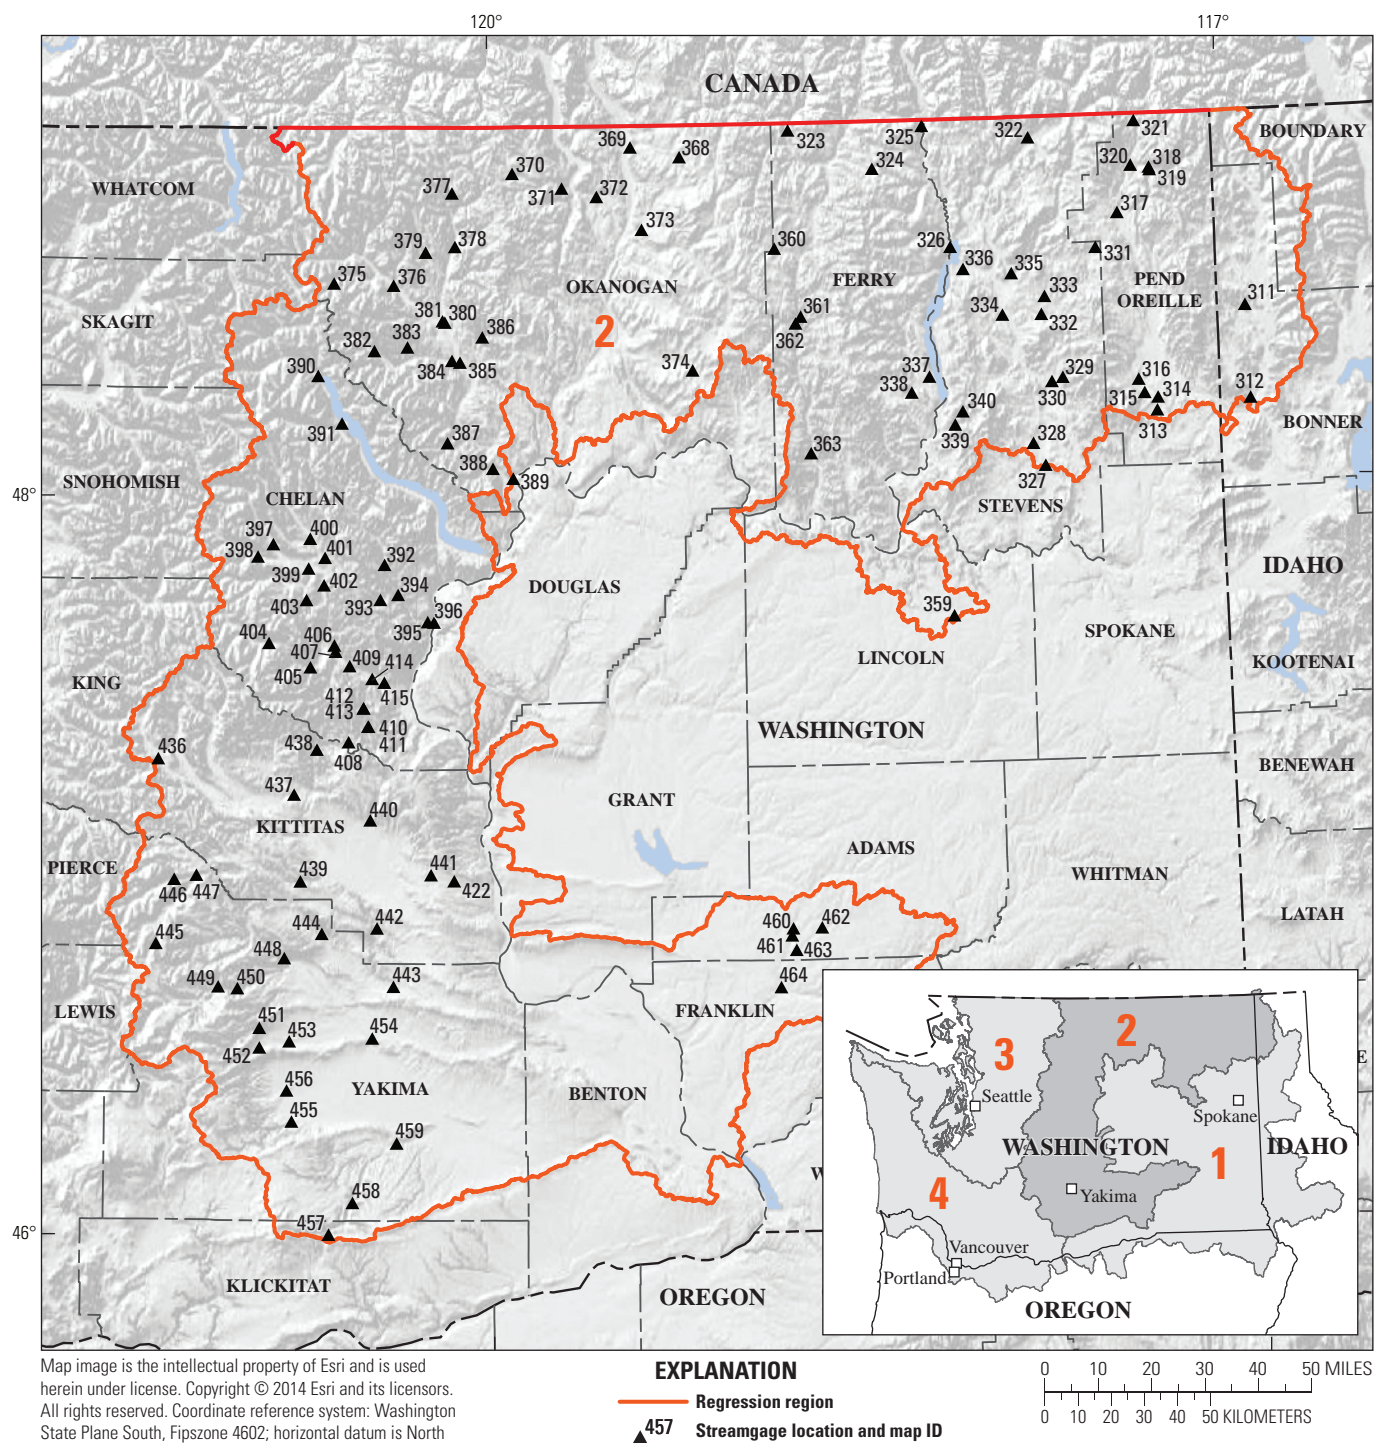 120°
117°
CANADA
BOUNDARY
WHATCOM
369
368
323
325
322
321
324
320
318
319
370
371
372
377
373
317
379
378
360
326
331
336
335
375
376
OKANOGAN
FERRY
PEND
OREILLE
333
311
SKAGIT
381
380
386
2
361
362
334
332
382
383
384
385
390
374
337
338
329
330
316
315
314
312
313
340
339
BONNER
391
387
363
328
388
389
327
SNOHOMISH
48°
CHELAN
STEVENS
397
400
398
401
399
392
IDAHO
402
394
DOUGLAS
403
393
396
395
359
404
406
407
409
414
SPOKANE
LINCOLN
KOOTENAI
405
KING
412
415
413
410
WASHINGTON
436
438
411
408
BENEWAH
437
GRANT
440
KITTITAS
ADAMS
PIERCE
441
WHITMAN
446
447
439
422
LATAH
444
442
460
462
445
461
463
448
449
450
443
464
LEWIS
FRANKLIN
451
453
454
452
YAKIMA
456
BENTON
455
459
W
E
458
46°
457
KLICKITAT
OREGON
2
3
Seattle
Spokane
WASHINGTON
IDAHO
1
4
Yakima
Vancouver
Portland
OREGON
Map image is the intellectual property of Esri and is used
herein under license. Copyright © 2014 Esri and its licensors.
All rights reserved. Coordinate reference system: Washington
State Plane South, Fipszone 4602; horizontal datum is North
EXPLANATION
Regression region
457 Streamgage location and map ID
0 10 20 30 40 50 MILES
0 10 20 30 40 50 KILOMETERS